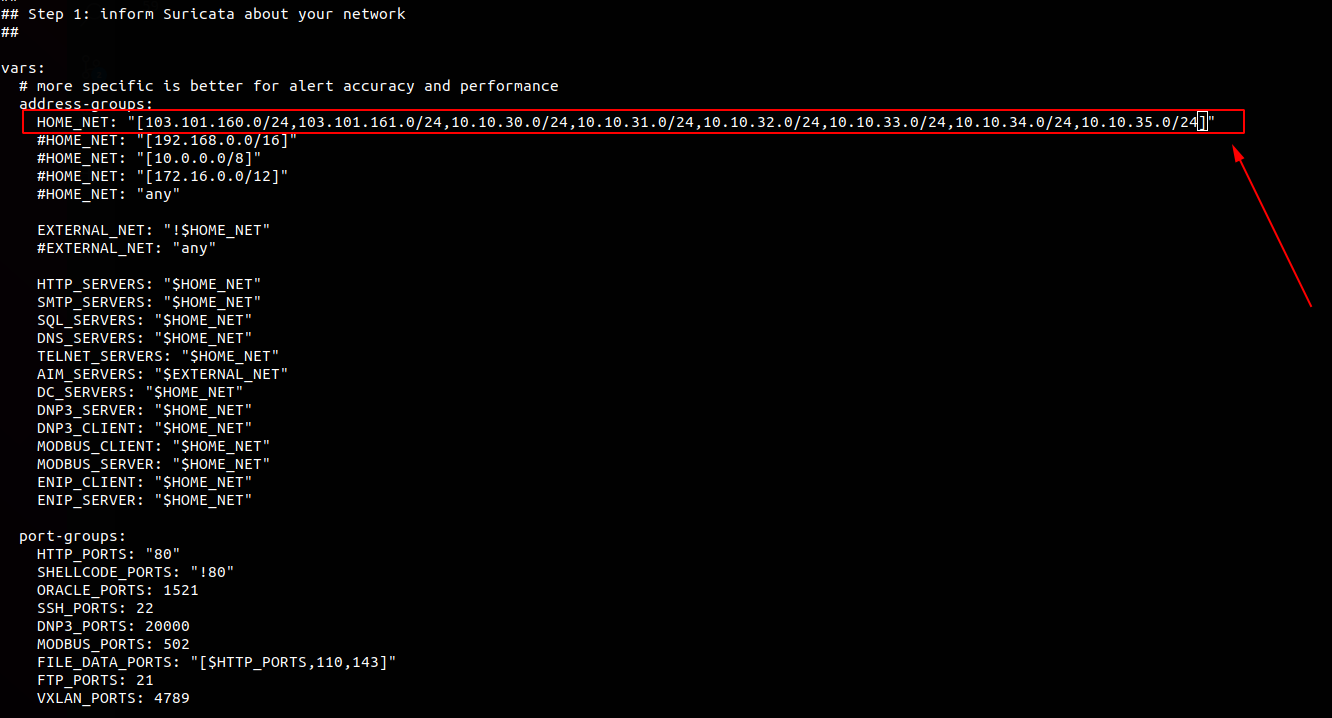 ##
## Step 1: inform Suricata about your network
##
vars:
  # more specific is better for alert accuracy and performance
  address-groups:
    HOME_NET: "[103.101.160.0/24,103.101.161.0/24,10.10.30.0/24,10.10.31.0/24,10.10.32.0/24,10.10.33.0/24,10.10.34.0/24,10.10.35.0/24]"
    #HOME_NET: "[192.168.0.0/16]"
    #HOME_NET: "[10.0.0.0/8]"
    #HOME_NET: "[172.16.0.0/12]"
    #HOME_NET: "any"
    EXTERNAL_NET: "!$HOME_NET"
    #EXTERNAL_NET: "any"
    HTTP_SERVERS: "$HOME_NET"
    SMTP_SERVERS: "$HOME_NET"
    SQL_SERVERS: "$HOME_NET"
    DNS_SERVERS: "$HOME_NET"
    TELNET_SERVERS: "$HOME_NET"
    AIM_SERVERS: "$EXTERNAL_NET"
    DC_SERVERS: "$HOME_NET"
    DNP3_SERVER: "$HOME_NET"
    DNP3_CLIENT: "$HOME_NET"
    MODBUS_CLIENT: "$HOME_NET"
    MODBUS_SERVER: "$HOME_NET"
    ENIP_CLIENT: "$HOME_NET"
    ENIP_SERVER: "$HOME_NET"
  port-groups:
    HTTP_PORTS: "80"
    SHELLCODE_PORTS: "!80"
    ORACLE_PORTS: 1521
    SSH_PORTS: 22
    DNP3_PORTS: 20000
    MODBUS_PORTS: 502
    FILE_DATA_PORTS: "[$HTTP_PORTS,110,143]"
    FTP_PORTS: 21
    VXLAN_PORTS: 4789